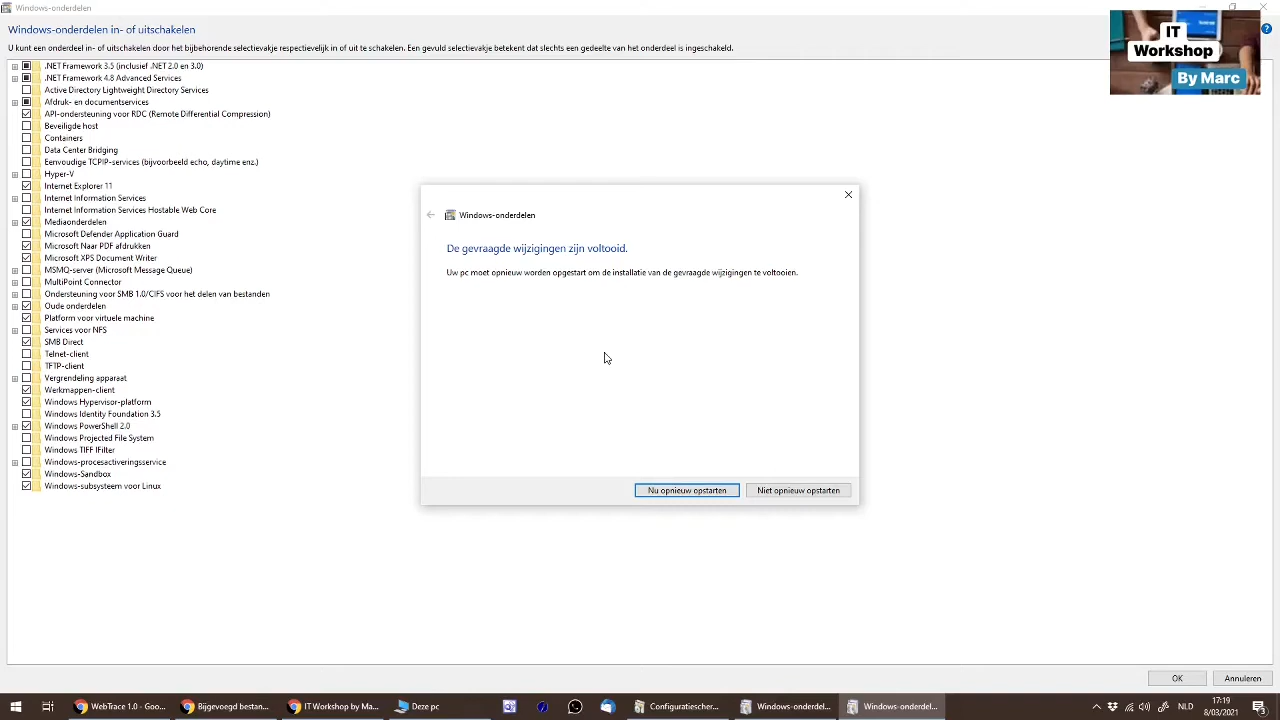 Windows-onderdelen
Windows-onderdelen in- of uitschakelen
U kunt een onderdeel in- of uitschakelen door het bijbehorende selectievakje respectievelijk in of uit te schakelen. Een gevuld selectievakje betekent dat slechts een gedeelte van het onderdeel is ingeschakeld.
IT
Workshop
By Marc
.NET Framework 3.5 (inclusief .NET 2.0 en 3.0)
.NET Framework 4.8 Advanced Services
Active Directory Lightweight Directory Services
Afdruk- en documentservices
API-ondersteuning voor RDC (Remote Differential Compression)
Beveiligde host
Containers
Data Center Bridging
Eenvoudige TCPIP-services (bijvoorbeeld echo, daytime enz.)
Hyper-V
Internet Explorer 11
Internet Information Services
Internet Information Services Hostable Web Core
Mediaonderdelen
Microsoft Defender Application Guard
Microsoft Naar PDF afdrukken
Microsoft XPS Document Writer
MSMQ-server (Microsoft Message Queue)
MultiPoint Connector
Ondersteuning voor SMB 1.0/CIFS voor het delen van bestanden
Oude onderdelen
Platform voor virtuele machine
Services voor NFS
SMB Direct
Telnet-client
TFTP-client
Vergrendeling apparaat
Werkmappen-client
Windows Hypervisor-platform
Windows Identity Foundation 3.5
Windows PowerShell 2.0
Windows Projected File System
Windows TIFF IFilter
Windows-procesactiveringsservice
Windows-Sandbox
Windows-subsysteem voor Linux
Windows-onderdelen
De gevraagde wijzigingen zijn voltooid.
Uw pc moet opnieuw worden opgestart om de installatie van de gevraagde wijzigingen te voltooien.
Nu opnieuw opstarten
Niet opnieuw opstarten
OK
Annuleren
WebTrace 1.0 - Goo...
Bijgevoegd bestan...
IT Workshop by Ma...
Deze pc
Configuratiescher...
Windows-onderdel...
Windows-onderdel...
NLD
17:19
8/03/2021